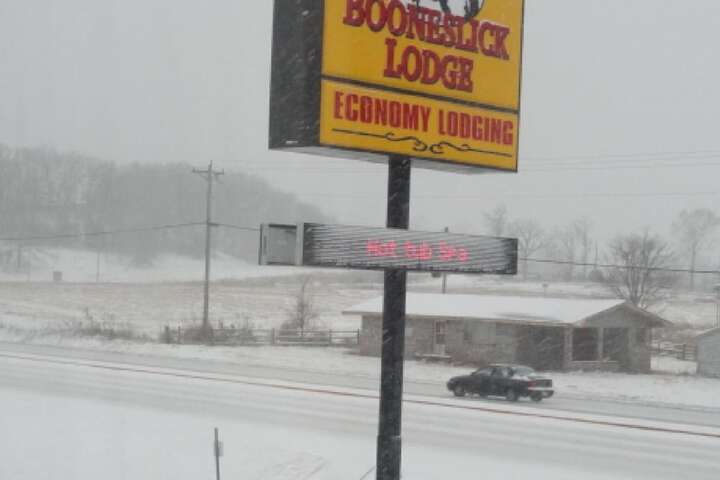 BOONESLICK
LODGE
ECONOMY LODGING
Hot Tub Spa